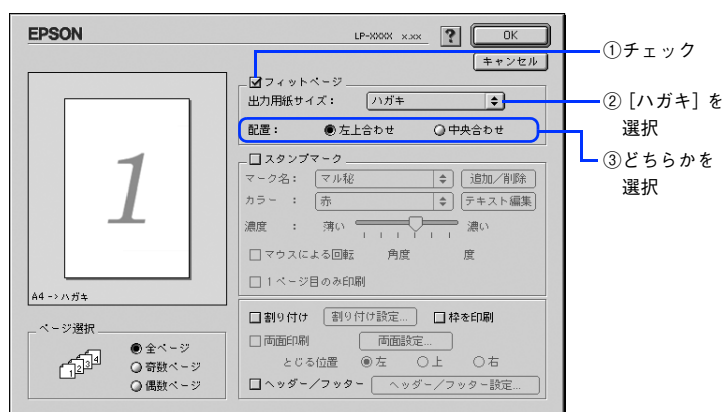 EPSON
LP-XXXX x.xx
?
OK
キャンセル
フィットページ
出力用紙サイズ： ハガキ
配置： 左上合わせ 中央合わせ
スタンプマーク
マーク名： マル秘 追加／削除
カラー ： 赤 テキスト編集
濃度 ： 薄い 濃い
マウスによる回転 角度 度
1ページ目のみ印刷
1
A4 -> ハガキ
ページ選択
1 2 3 4
全ページ
奇数ページ
偶数ページ
割り付け 割り付け設定... 枠を印刷
両面印刷 両面設定...
とじる位置 左 上 右
ヘッダー／フッター ヘッダー／フッター設定...
①チェック
②［ハガキ］を
選択
③どちらかを
選択